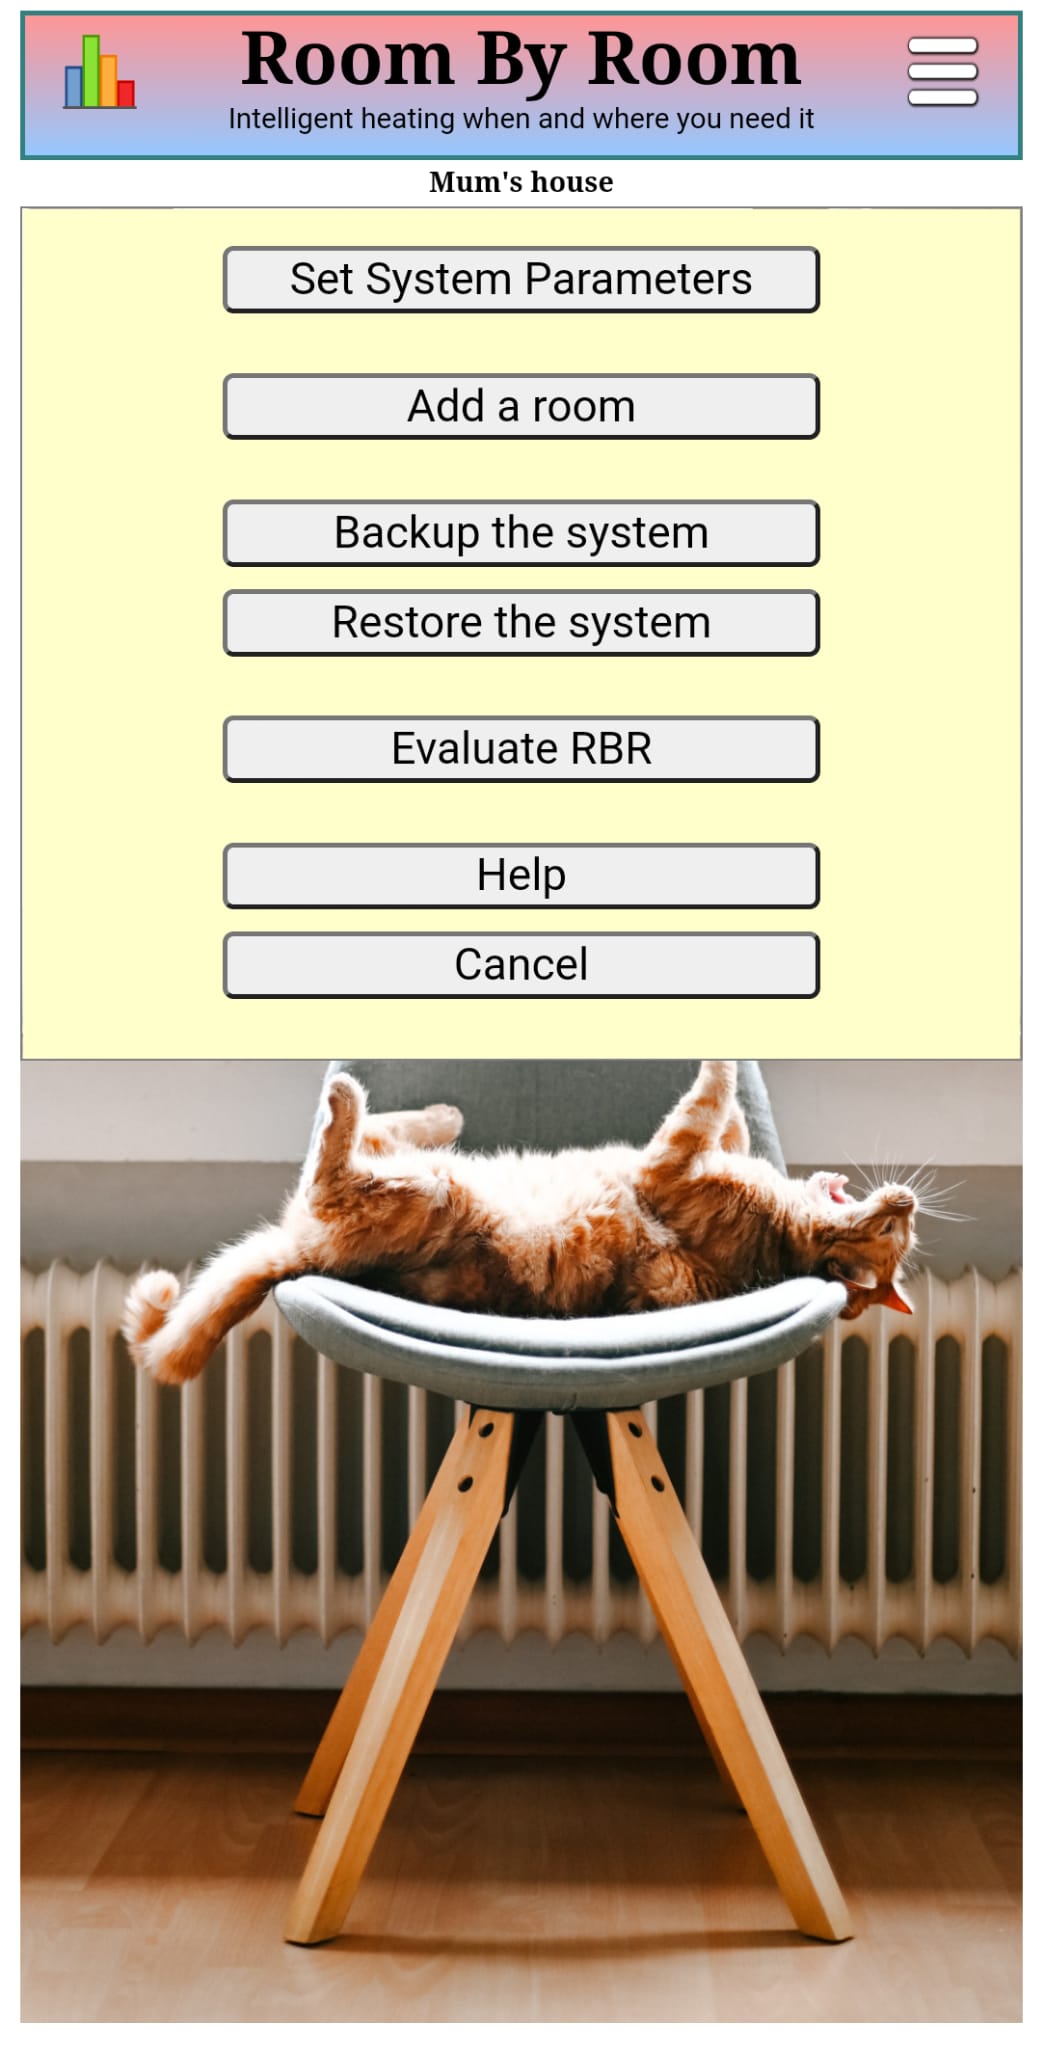 Room By Room
Intelligent heating when and where you need it
Mum's house
Set System Parameters
Add a room
Backup the system
Restore the system
Evaluate RBR
Help
Cancel